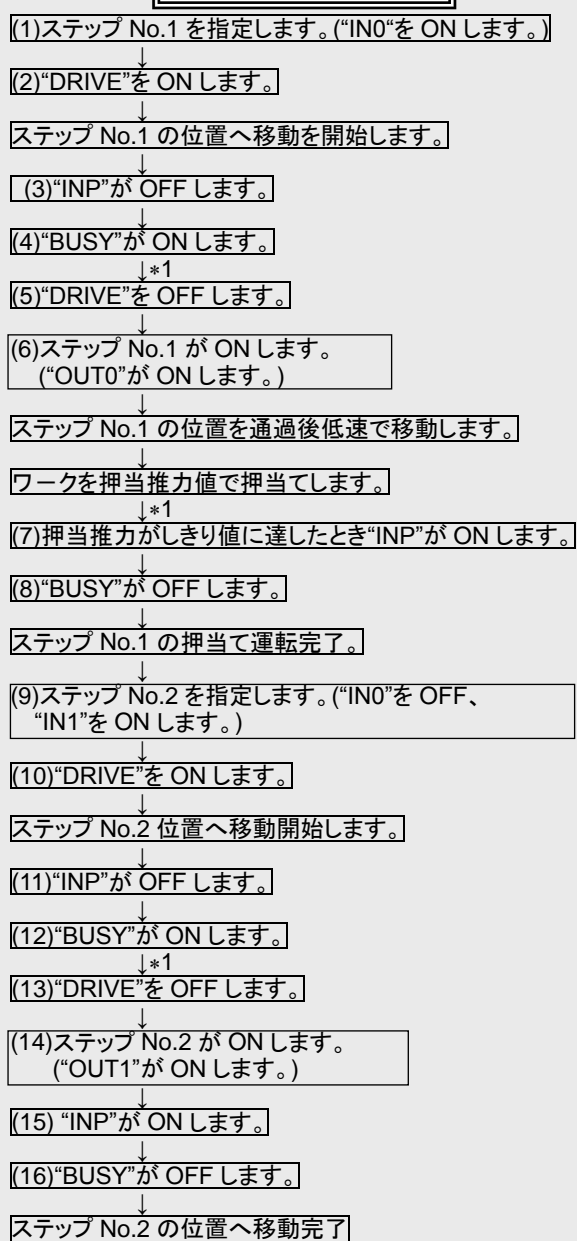 (1)ステップ No.1 を指定します。(“IN0“を ON します。)
↓
(2)“DRIVE”を ON します。
↓
ステップ No.1 の位置へ移動を開始します。
↓
(3)“INP”が OFF します。
↓
(4)“BUSY”が ON します。
↓*1
(5)“DRIVE”を OFF します。
↓
(6)ステップ No.1 が ON します。
(“OUT0”が ON します。)
↓
ステップ No.1 の位置を通過後低速で移動します。
↓
ワークを押当推力値で押当てします。
↓*1
(7)押当推力がしきり値に達したとき“INP”が ON します。
↓
(8)“BUSY”が OFF します。
↓
ステップ No.1 の押当て運転完了。
↓
(9)ステップ No.2 を指定します。(“IN0”を OFF、
“IN1”を ON します。)
↓
(10)“DRIVE”を ON します。
↓
ステップ No.2 位置へ移動開始します。
↓
(11)“INP”が OFF します。
↓
(12)“BUSY”が ON します。
↓*1
(13)“DRIVE”を OFF します。
↓
(14)ステップ No.2 が ON します。
(“OUT1”が ON します。)
↓
(15) “INP”が ON します。
↓
(16)“BUSY”が OFF します。
↓
ステップ No.2 の位置へ移動完了